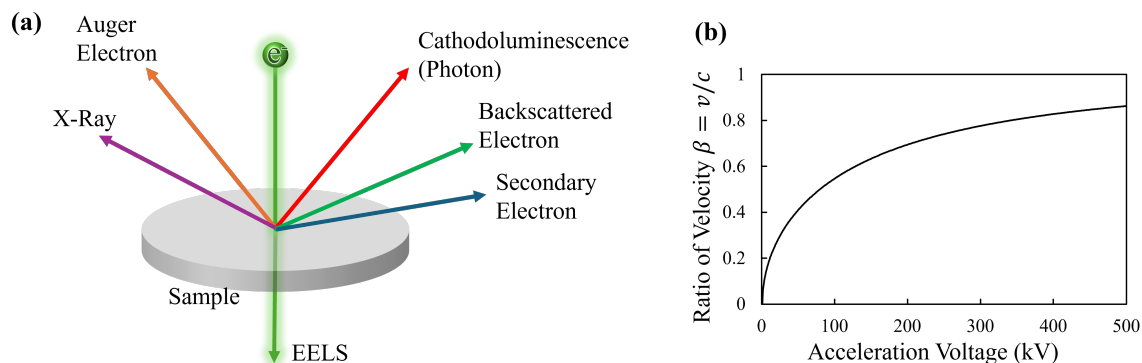 (a)
Auger
Electron
e⁻
Cathodoluminescence
(Photon)
X-Ray
Backscattered
Electron
Secondary
Electron
Sample
EELS
(b)
Ratio of Velocity β = v/c
1
0.8
0.6
0.4
0.2
0
0 100 200 300 400 500
Acceleration Voltage (kV)